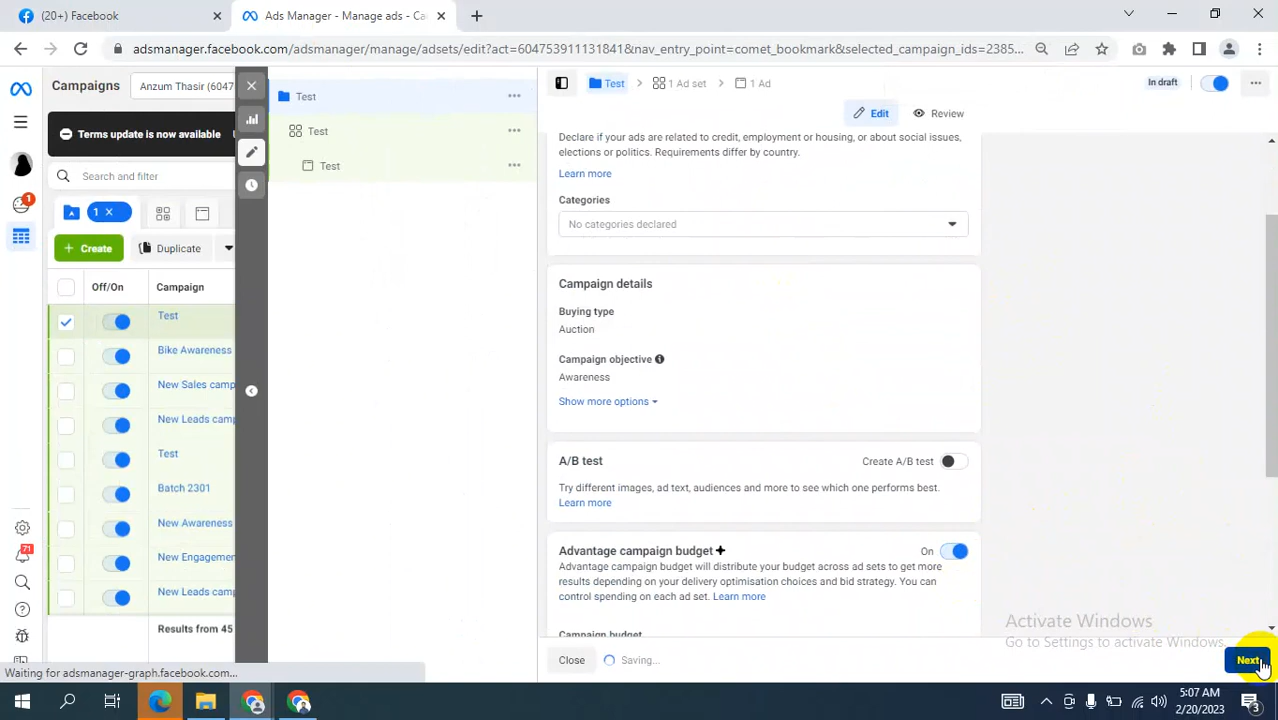 (20+) Facebook
Ads Manager - Manage ads - Ca
adsmanager.facebook.com/adsmanager/manage/adsets/edit?act=604753911131841&nav_entry_point=comet_bookmark&selected_campaign_ids=2385...
Campaigns
Anzum Thasir (6047
Terms update is now available
Search and filter
1
1
Create
Duplicate
Off/On
Campaign
Test
Bike Awareness
New Sales camp
New Leads camp
Test
Batch 2301
New Awareness
New Engagemen
New Leads camp
Results from 45
71
Waiting for adsmanager-graph.facebook.com...
Test
Test
Test
Test
1 Ad set
1 Ad
In draft
Edit
Review
Declare if your ads are related to credit, employment or housing, or about social issues,
elections or politics. Requirements differ by country.
Learn more
Categories
No categories declared
Campaign details
Buying type
Auction
Campaign objective
Awareness
Show more options
A/B test
Create A/B test
Try different images, ad text, audiences and more to see which one performs best.
Learn more
Advantage campaign budget
On
Advantage campaign budget will distribute your budget across ad sets to get more
results depending on your delivery optimisation choices and bid strategy. You can
control spending on each ad set. Learn more
Campaign budget
Activate Windows
Go to Settings to activate Windows.
Close
Saving...
Next
5:07 AM
2/20/2023
3